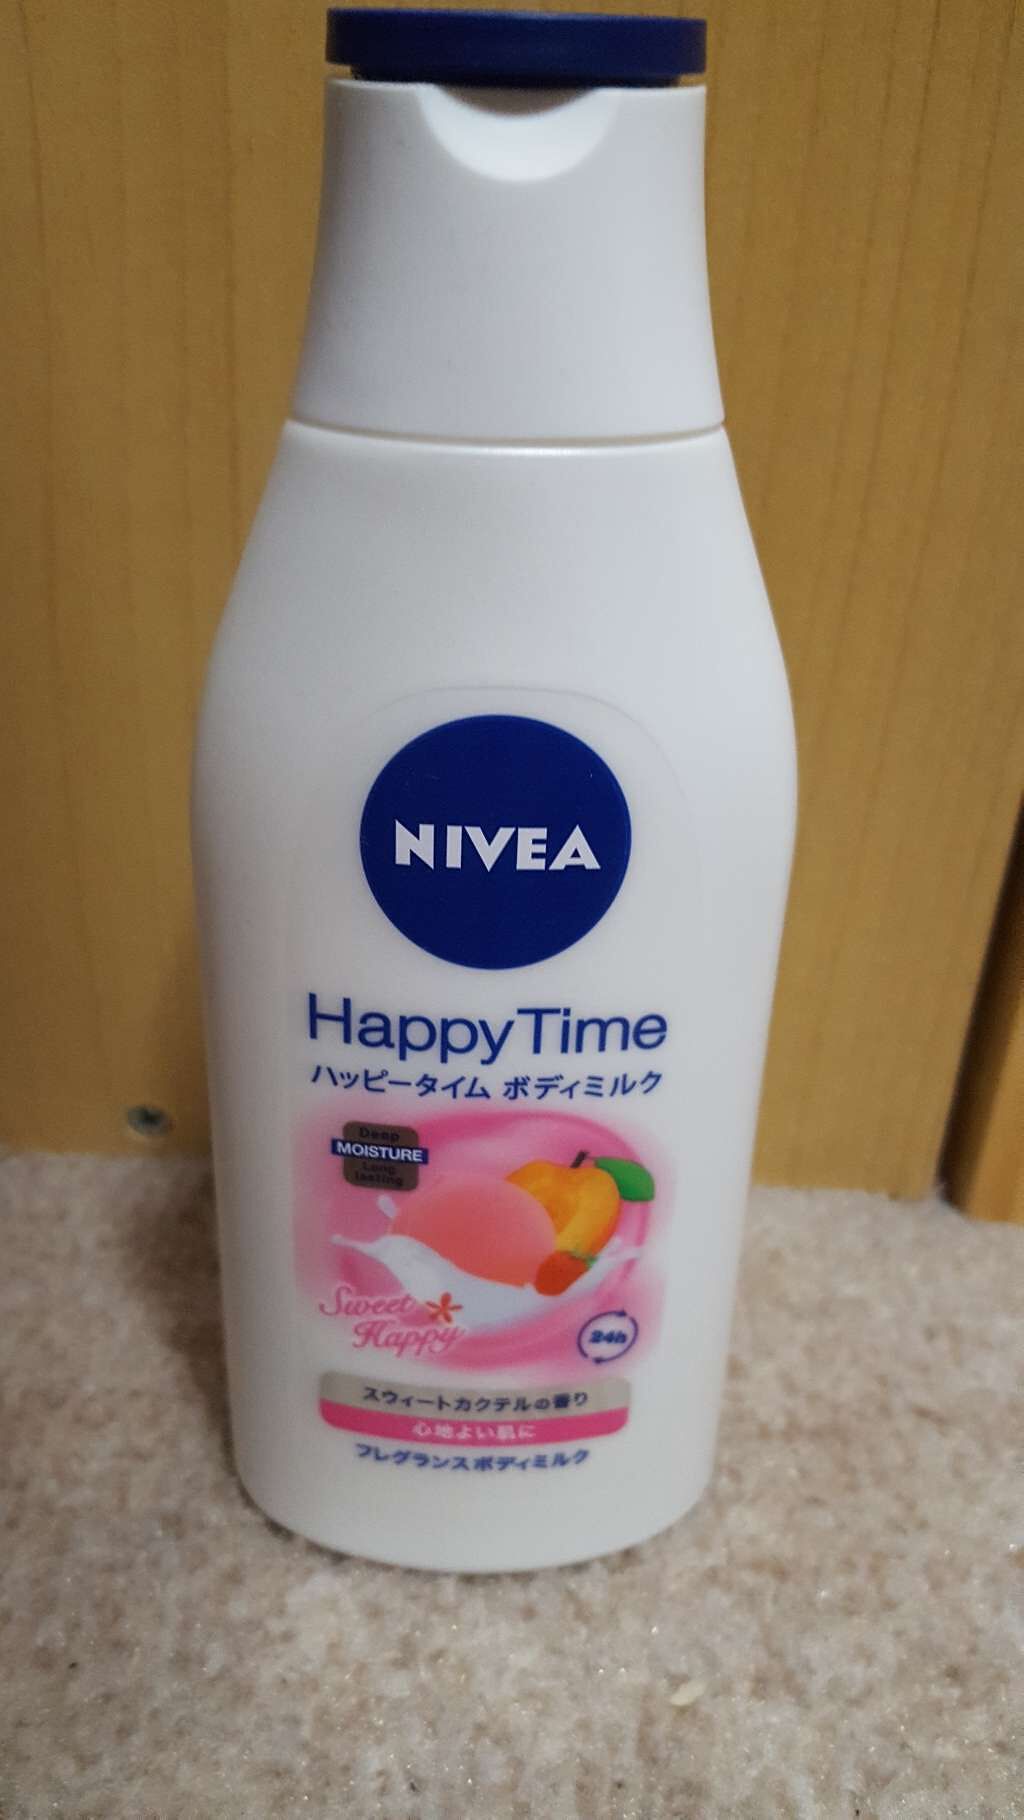 NIVEA
Happy Time
ハッピータイム ボディミルク
Deep
MOISTURE
Long
lasting
Sweet
Happy
24h
スウィートカクテルの香り
心地よい肌に
フレグランスボディミルク